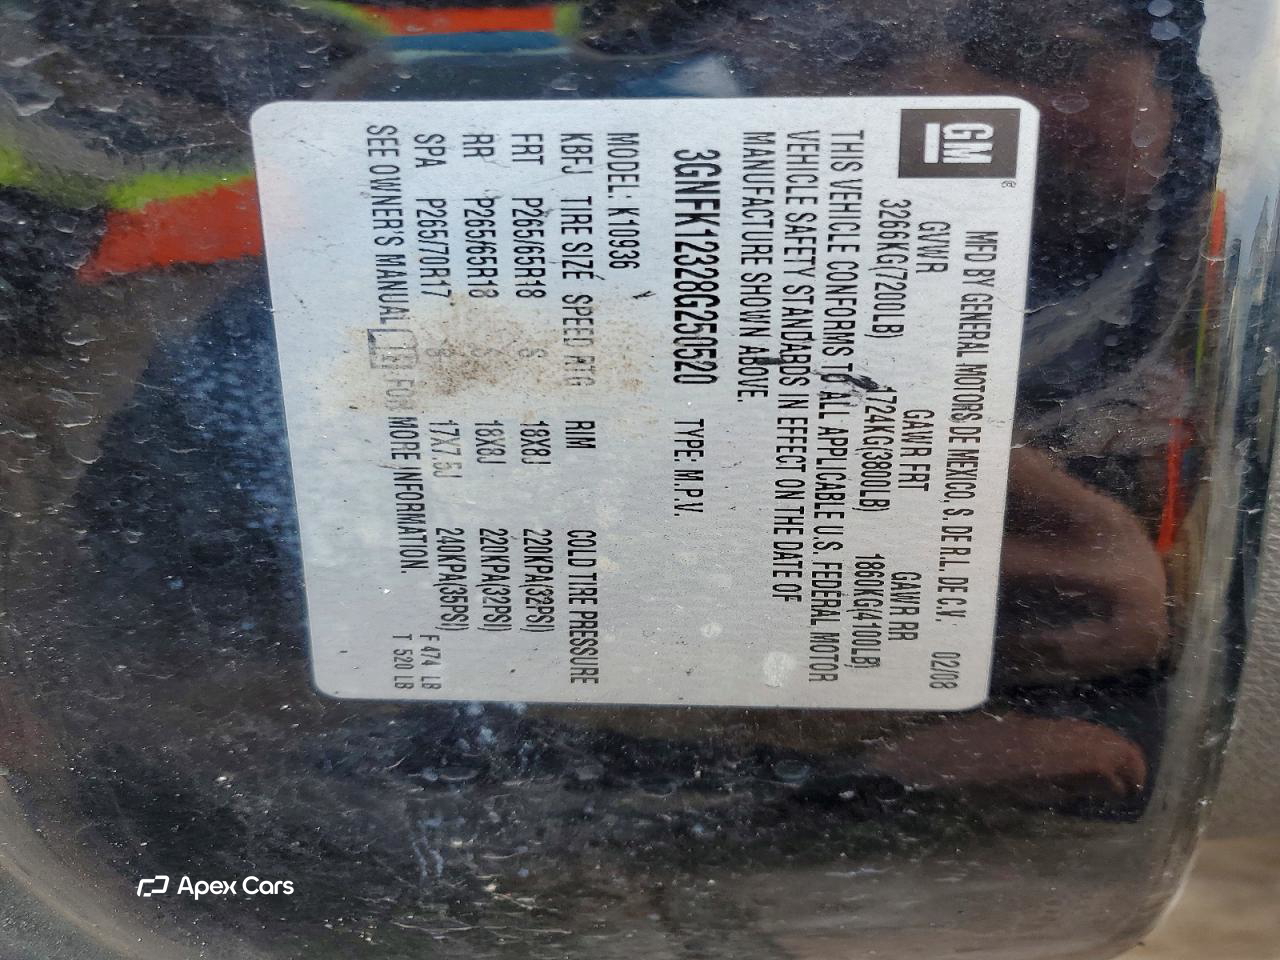 GM®
MFD BY GENERAL MOTORS DE MEXICO, S. DE R.L. DE C.V. 02/08
GVWR GAWR FRT GAWR RR
3266KG(7200LB) 1724KG(3800LB) 1860KG(4100LB)
THIS VEHICLE CONFORMS TO ALL APPLICABLE U.S. FEDERAL MOTOR
VEHICLE SAFETY STANDARDS IN EFFECT ON THE DATE OF
MANUFACTURE SHOWN ABOVE.
3GNFK12328G250520 TYPE: M.P.V.
MODEL: K10936
KBFJ TIRE SIZE SPEED RTG RIM COLD TIRE PRESSURE
FRT P265/65R18 S 18X8J 220KPA(32PSI)
RR P265/65R18 S 18X8J 220KPA(32PSI)
SPA P265/70R17 17X7.5J 240KPA(35PSI)
SEE OWNER'S MANUAL FOR MORE INFORMATION.
F 474 LB
T 520 LB
Apex Cars